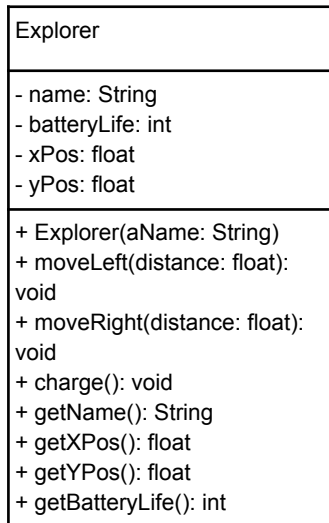 Explorer
- name: String
- batteryLife: int
- xPos: float
- yPos: float
+ Explorer(aName: String)
+ moveLeft(distance: float):
void
+ moveRight(distance: float):
void
+ charge(): void
+ getName(): String
+ getXPos(): float
+ getYPos(): float
+ getBatteryLife(): int